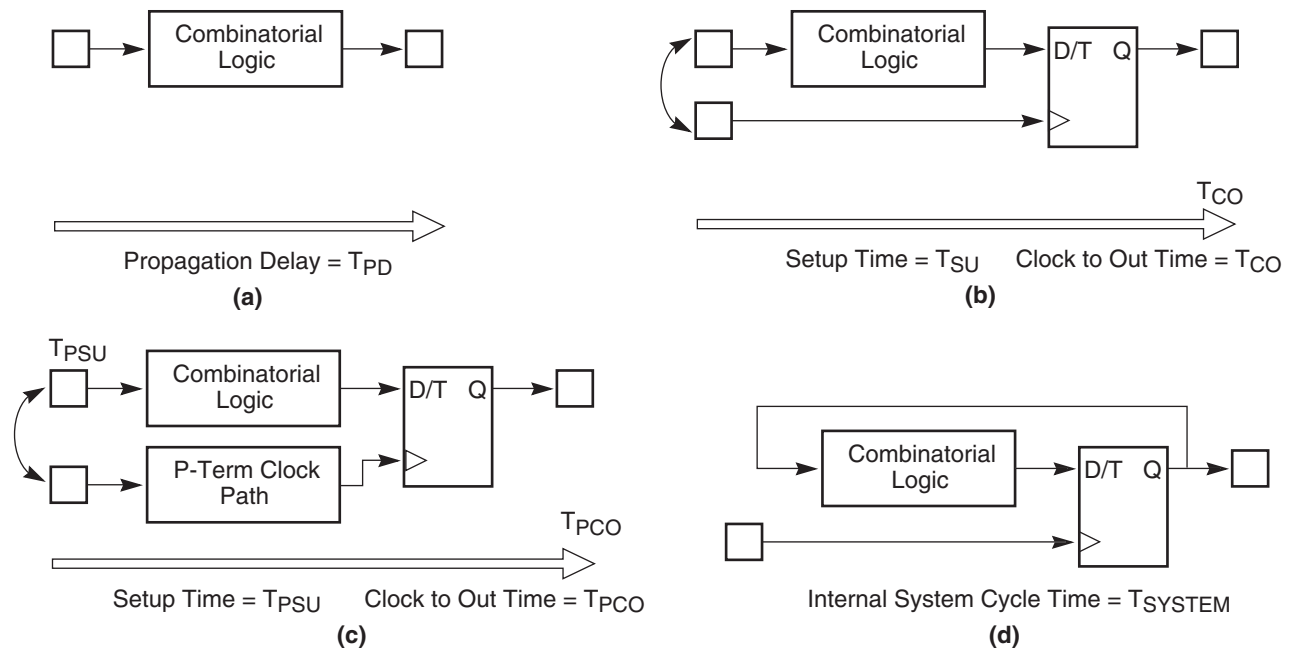 Combinatorial
Logic
Propagation Delay = TPD
(a)
Combinatorial
Logic
D/T Q
TCO
Setup Time = TSU Clock to Out Time = TCO
(b)
TPSU
Combinatorial
Logic
D/T Q
P-Term Clock
Path
TPCO
Setup Time = TPSU Clock to Out Time = TPCO
(c)
Combinatorial
Logic
D/T Q
Internal System Cycle Time = TSYSTEM
(d)